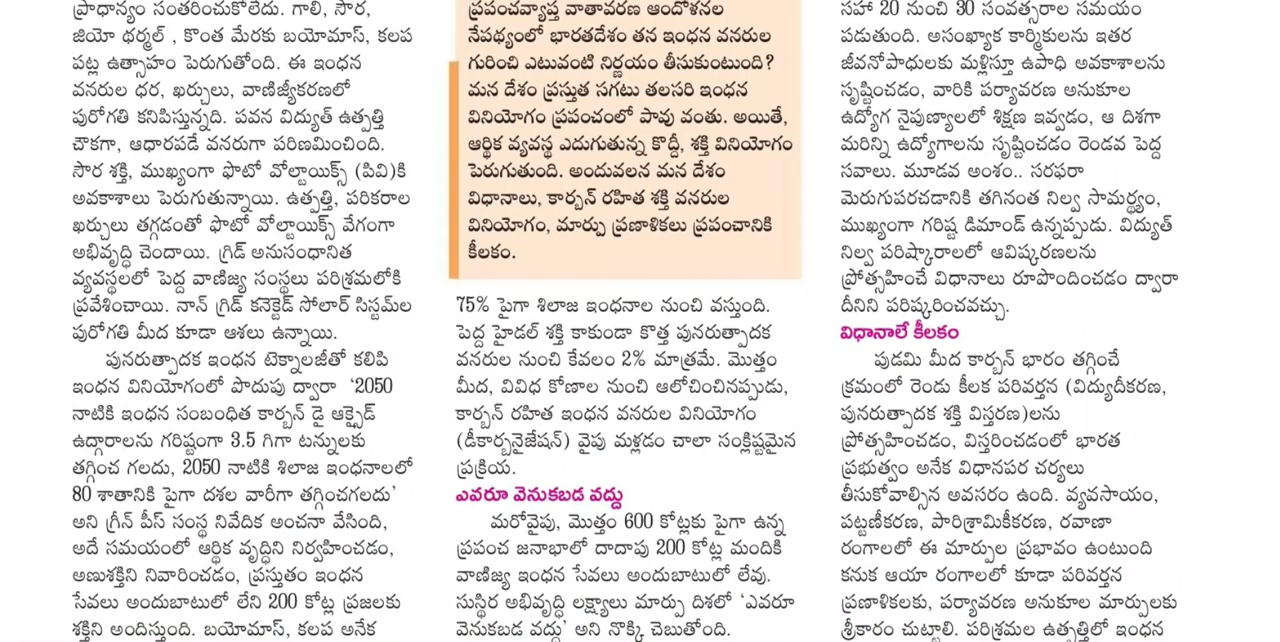 ప్రాధాన్యం సంతరించుకోలేదు. గాలి, సౌర,
జియో థర్మల్ , కొంత మేరకు బయోమాస్, కలప
పట్ల ఉత్సాహం పెరుగుతోంది. ఈ ఇంధన
వనరుల ధర, ఖర్చులు, వాణిజ్యీకరణలో
పురోగతి కనిపిస్తున్నది. పవన విద్యుత్ ఉత్పత్తి
చౌకగా, ఆధారపడే వనరుగా పరిణమించింది.
సౌర శక్తి, ముఖ్యంగా ఫొటో వోల్టాయిక్స్ (పివి)కి
అవకాశాలు పెరుగుతున్నాయి. ఉత్పత్తి, పరికరాల
ఖర్చులు తగ్గడంతో ఫొటో వోల్టాయిక్స్ వేగంగా
అభివృద్ధి చెందాయి. గ్రిడ్ అనుసంధానిత
వ్యవస్థలలో పెద్ద వాణిజ్య సంస్థలు పరిశ్రమలోకి
ప్రవేశించాయి. నాన్ గ్రిడ్ కనెక్టెడ్ సోలార్ సిస్టమ్‌ల
పురోగతి మీద కూడా ఆశలు ఉన్నాయి.
పునరుత్పాదక ఇంధన టెక్నాలజీతో కలిపి
ఇంధన వినియోగంలో పొదుపు ద్వారా ‘2050
నాటికి ఇంధన సంబంధిత కార్బన్ డై ఆక్సైడ్
ఉద్గారాలను గరిష్టంగా 3.5 గిగా టన్నులకు
తగ్గించ గలదు, 2050 నాటికి శిలాజ ఇంధనాలలో
80 శాతానికి పైగా దశల వారీగా తగ్గించగలదు’
అని గ్రీన్ పీస్ సంస్థ నివేదిక అంచనా వేసింది,
అదే సమయంలో ఆర్థిక వృద్ధిని నిర్వహించడం,
అణుశక్తిని నివారించడం, ప్రస్తుతం ఇంధన
సేవలు అందుబాటులో లేని 200 కోట్ల ప్రజలకు
శక్తిని అందిస్తుంది. బయోమాస్, కలప అనేక
ప్రపంచవ్యాప్త వాతావరణ ఆందోళనల
నేపథ్యంలో భారతదేశం తన ఇంధన వనరుల
గురించి ఎటువంటి నిర్ణయం తీసుకుంటుంది?
మన దేశం ప్రస్తుత సగటు తలసరి ఇంధన
వినియోగం ప్రపంచంలో పావు వంతు. అయితే,
ఆర్థిక వ్యవస్థ ఎదుగుతున్న కొద్దీ, శక్తి వినియోగం
పెరుగుతుంది. అందువలన మన దేశం
విధానాలు, కార్బన్ రహిత శక్తి వనరుల
వినియోగం, మార్పు ప్రణాళికలు ప్రపంచానికి
కీలకం.
75% పైగా శిలాజ ఇంధనాల నుంచి వస్తుంది.
పెద్ద హైడల్ శక్తి కాకుండా కొత్త పునరుత్పాదక
వనరుల నుంచి కేవలం 2% మాత్రమే. మొత్తం
మీద, వివిధ కోణాల నుంచి ఆలోచించినప్పుడు,
కార్బన్ రహిత ఇంధన వనరుల వినియోగం
(డీకార్బనైజేషన్) వైపు మళ్లడం చాలా సంక్లిష్టమైన
ప్రక్రియ.
ఎవరూ వెనుకబడ వద్దు
మరోవైపు, మొత్తం 600 కోట్లకు పైగా ఉన్న
ప్రపంచ జనాభాలో దాదాపు 200 కోట్ల మందికి
వాణిజ్య ఇంధన సేవలు అందుబాటులో లేవు.
సుస్థిర అభివృద్ధి లక్ష్యాలు మార్పు దిశలో ‘ఎవరూ
వెనుకబడ వద్దు’ అని నొక్కి చెబుతోంది.
సహా 20 నుంచి 30 సంవత్సరాల సమయం
పడుతుంది. అసంఖ్యాక కార్మికులను ఇతర
జీవనోపాధులకు మళ్లిస్తూ ఉపాధి అవకాశాలను
సృష్టించడం, వారికి పర్యావరణ అనుకూల
ఉద్యోగ నైపుణ్యాలలో శిక్షణ ఇవ్వడం, ఆ దిశగా
మరిన్ని ఉద్యోగాలను సృష్టించడం రెండవ పెద్ద
సవాలు. మూడవ అంశం.. సరఫరా
మెరుగుపరచడానికి తగినంత నిల్వ సామర్థ్యం,
ముఖ్యంగా గరిష్ట డిమాండ్ ఉన్నప్పుడు. విద్యుత్
నిల్వ పరిష్కారాలలో ఆవిష్కరణలను
ప్రోత్సహించే విధానాలు రూపొందించడం ద్వారా
దీనిని పరిష్కరించవచ్చు.
విధానాలే కీలకం
పుడమి మీద కార్బన్ భారం తగ్గించే
క్రమంలో రెండు కీలక పరివర్తన (విద్యుదీకరణ,
పునరుత్పాదక శక్తి విస్తరణ)లను
ప్రోత్సహించడం, విస్తరించడంలో భారత
ప్రభుత్వం అనేక విధానపర చర్యలు
తీసుకోవాల్సిన అవసరం ఉంది. వ్యవసాయం,
పట్టణీకరణ, పారిశ్రామికీకరణ, రవాణా
రంగాలలో ఈ మార్పుల ప్రభావం ఉంటుంది
కనుక ఆయా రంగాలలో కూడా పరివర్తన
ప్రణాళికలకు, పర్యావరణ అనుకూల మార్పులకు
శ్రీకారం చుట్టాలి. పరిశ్రమల ఉత్పత్తిలో ఇంధన